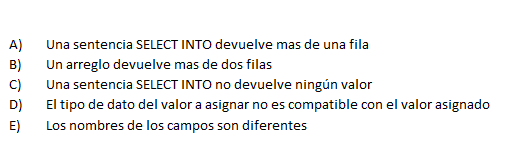 A) Una sentencia SELECT INTO devuelve mas de una fila
B) Un arreglo devuelve mas de dos filas
C) Una sentencia SELECT INTO no devuelve ningún valor
D) El tipo de dato del valor a asignar no es compatible con el valor asignado
E) Los nombres de los campos son diferentes